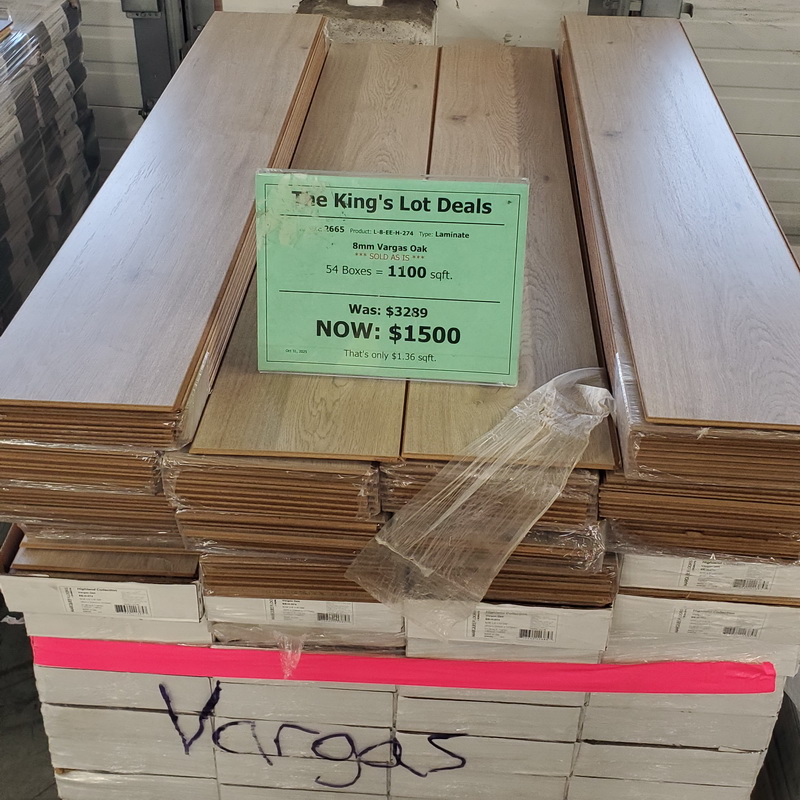 The King's Lot Deals
2665 Product: L-8-EE-H-274 Type: Laminate
8mm Vargas Oak
*** SOLD AS IS ***
54 Boxes = 1100 sqft.
Was: $3289
NOW: $1500
That's only $1.36 sqft.
Vargas